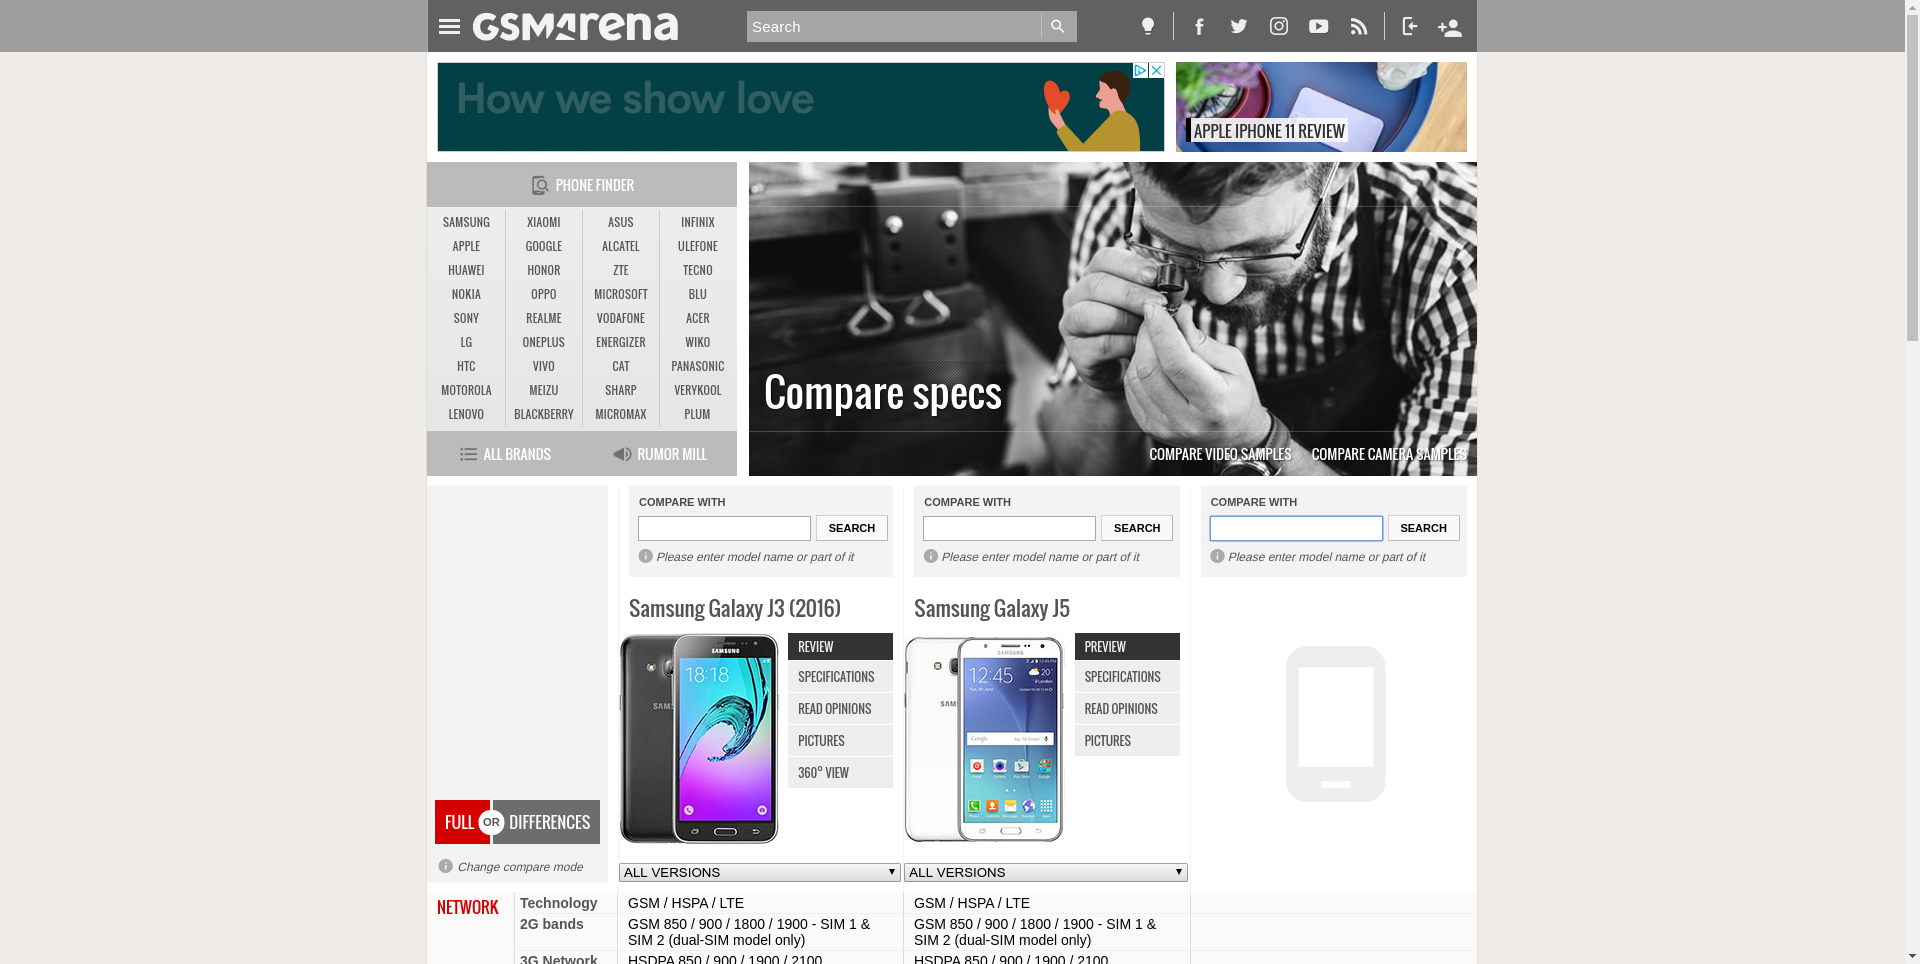 GSMArena
Search
How we show love
APPLE IPHONE 11 REVIEW
PHONE FINDER
SAMSUNG XIAOMI ASUS INFINIX
APPLE GOOGLE ALCATEL ULEFONE
HUAWEI HONOR ZTE TECNO
NOKIA OPPO MICROSOFT BLU
SONY REALME VODAFONE ACER
LG ONEPLUS ENERGIZER WIKO
HTC VIVO CAT PANASONIC
MOTOROLA MEIZU SHARP VERYKOOL
LENOVO BLACKBERRY MICROMAX PLUM
ALL BRANDS RUMOR MILL
Compare specs
COMPARE VIDEO SAMPLES COMPARE CAMERA SAMPLES
COMPARE WITH COMPARE WITH COMPARE WITH
SEARCH SEARCH SEARCH
Please enter model name or part of it Please enter model name or part of it Please enter model name or part of it
Samsung Galaxy J3 (2016) Samsung Galaxy J5
REVIEW
SPECIFICATIONS
READ OPINIONS
PICTURES
360° VIEW
SAMSUNG
18:18
PREVIEW
SPECIFICATIONS
READ OPINIONS
PICTURES
SAMSUNG
12:45
20°
Google
FULL OR DIFFERENCES
Change compare mode
ALL VERSIONS ALL VERSIONS
NETWORK Technology GSM / HSPA / LTE GSM / HSPA / LTE
2G bands GSM 850 / 900 / 1800 / 1900 - SIM 1 & GSM 850 / 900 / 1800 / 1900 - SIM 1 &
SIM 2 (dual-SIM model only) SIM 2 (dual-SIM model only)
3G Network HSDPA 850 / 900 / 1900 / 2100 HSDPA 850 / 900 / 1900 / 2100